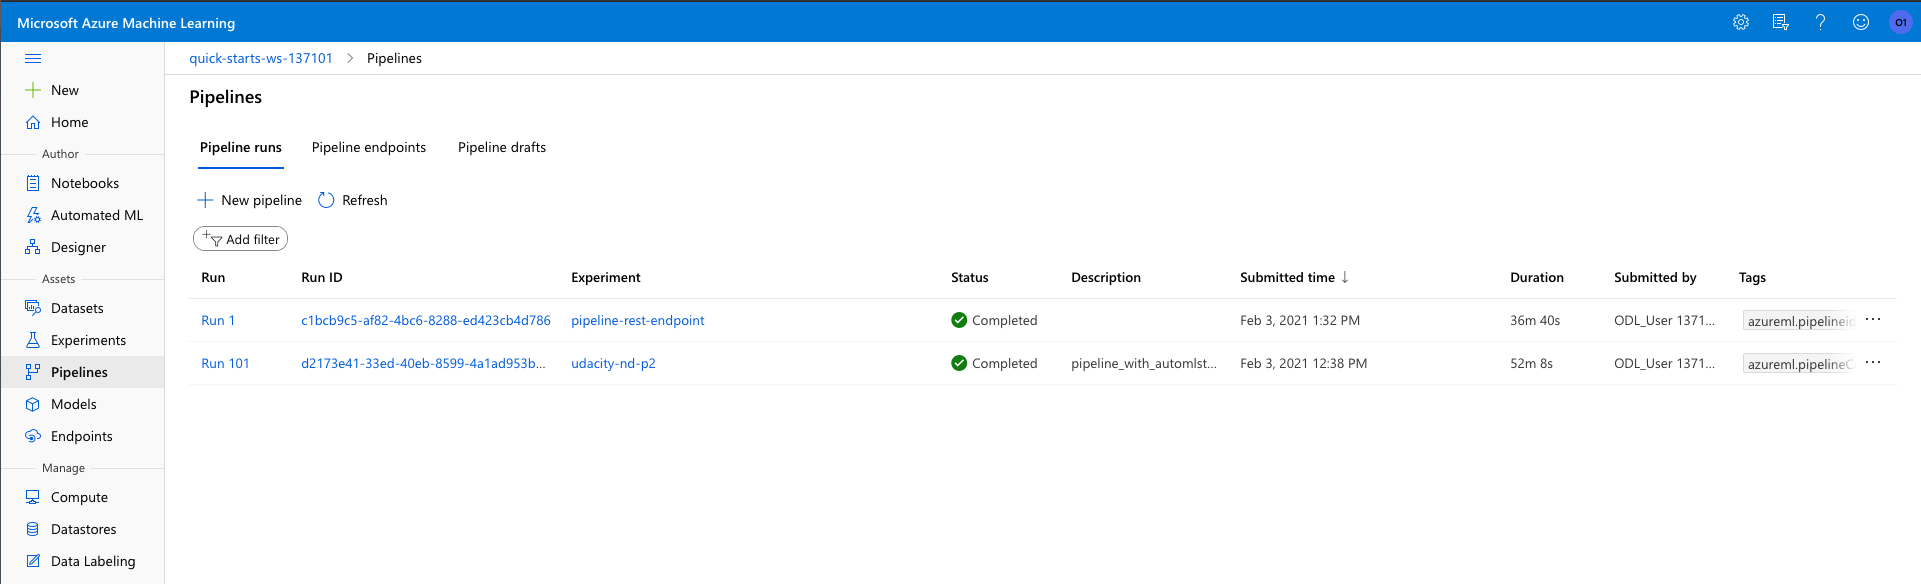 Microsoft Azure Machine Learning
O1
quick-starts-ws-137101 > Pipelines
New
Home
Author
Notebooks
Automated ML
Designer
Assets
Datasets
Experiments
Pipelines
Models
Endpoints
Manage
Compute
Datastores
Data Labeling
Pipelines
Pipeline runs Pipeline endpoints Pipeline drafts
New pipeline Refresh
Add filter
Run Run ID Experiment Status Description Submitted time ↓ Duration Submitted by Tags
Run 1 c1bcb9c5-af82-4bc6-8288-ed423cb4d786 pipeline-rest-endpoint Completed Feb 3, 2021 1:32 PM 36m 40s ODL_User 1371... azureml.pipelineid ...
Run 101 d2173e41-33ed-40eb-8599-4a1ad953b... udacity-nd-p2 Completed pipeline_with_automlst... Feb 3, 2021 12:38 PM 52m 8s ODL_User 1371... azureml.pipelineC ...